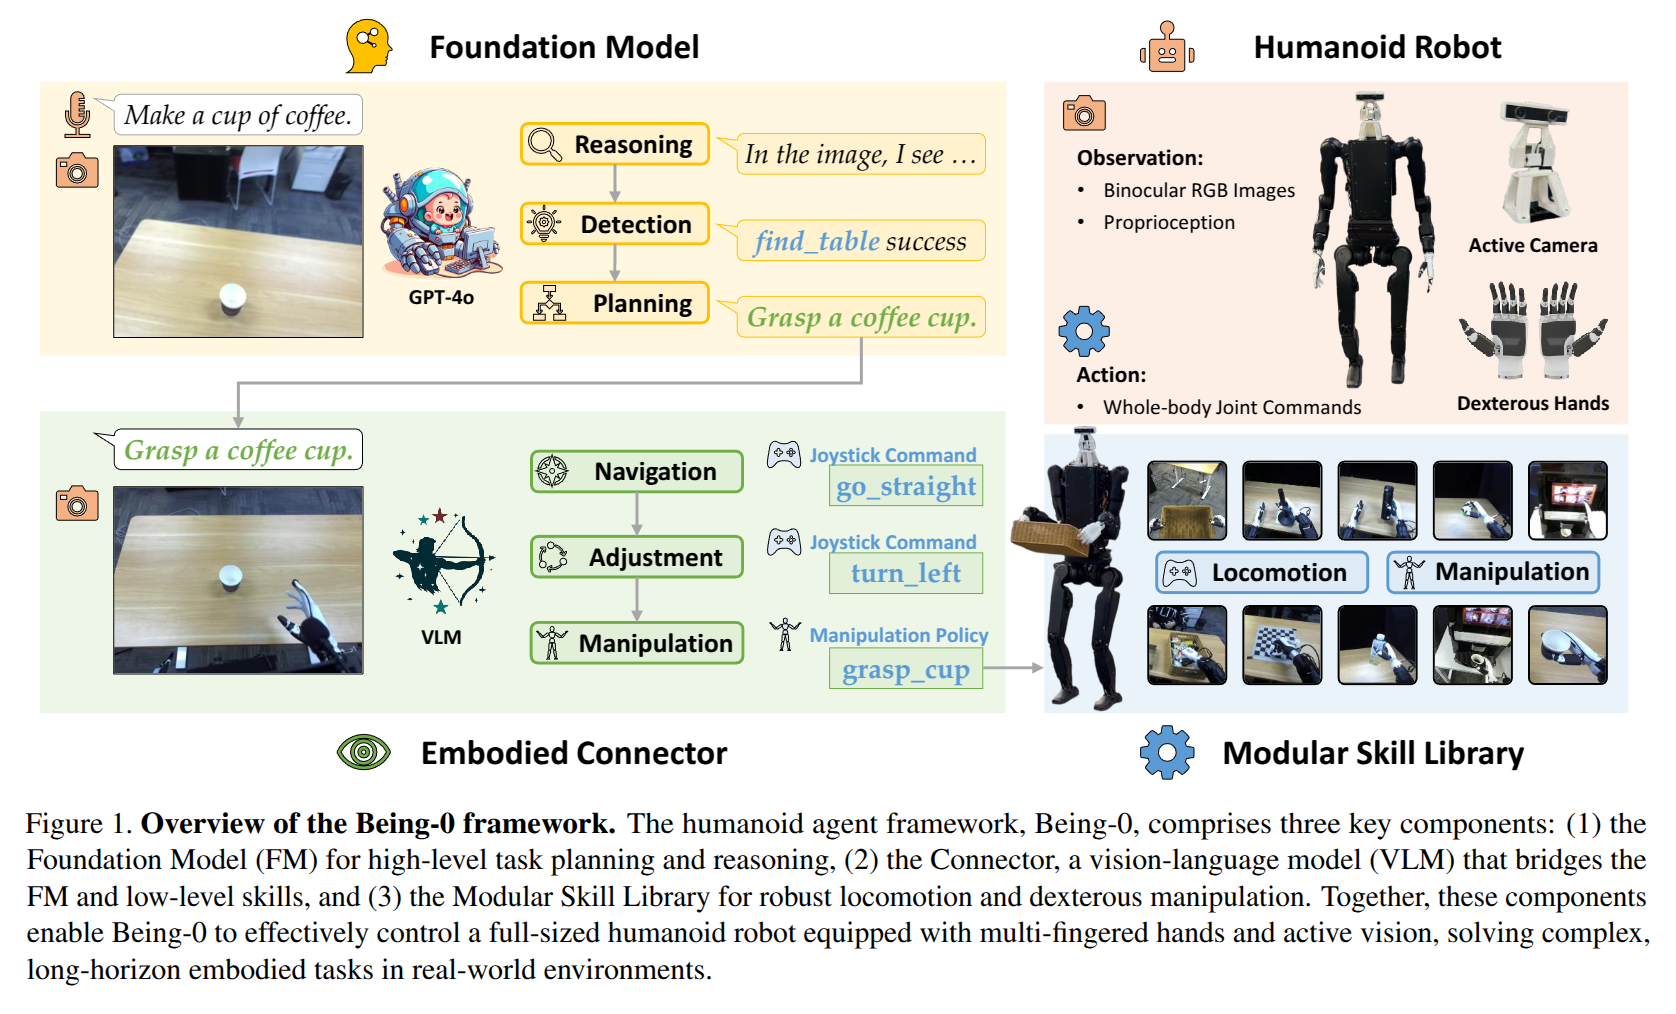 Foundation Model
Make a cup of coffee.
GPT-4o
Reasoning
In the image, I see ...
Detection
find_table success
Planning
Grasp a coffee cup.
Humanoid Robot
Observation:
• Binocular RGB Images
• Proprioception
Active Camera
Action:
• Whole-body Joint Commands
Dexterous Hands
Grasp a coffee cup.
VLM
Navigation
Joystick Command
go_straight
Adjustment
Joystick Command
turn_left
Manipulation
Manipulation Policy
grasp_cup
Locomotion
Manipulation
Embodied Connector
Modular Skill Library
Figure 1. Overview of the Being-0 framework. The humanoid agent framework, Being-0, comprises three key components: (1) the
Foundation Model (FM) for high-level task planning and reasoning, (2) the Connector, a vision-language model (VLM) that bridges the
FM and low-level skills, and (3) the Modular Skill Library for robust locomotion and dexterous manipulation. Together, these components
enable Being-0 to effectively control a full-sized humanoid robot equipped with multi-fingered hands and active vision, solving complex,
long-horizon embodied tasks in real-world environments.